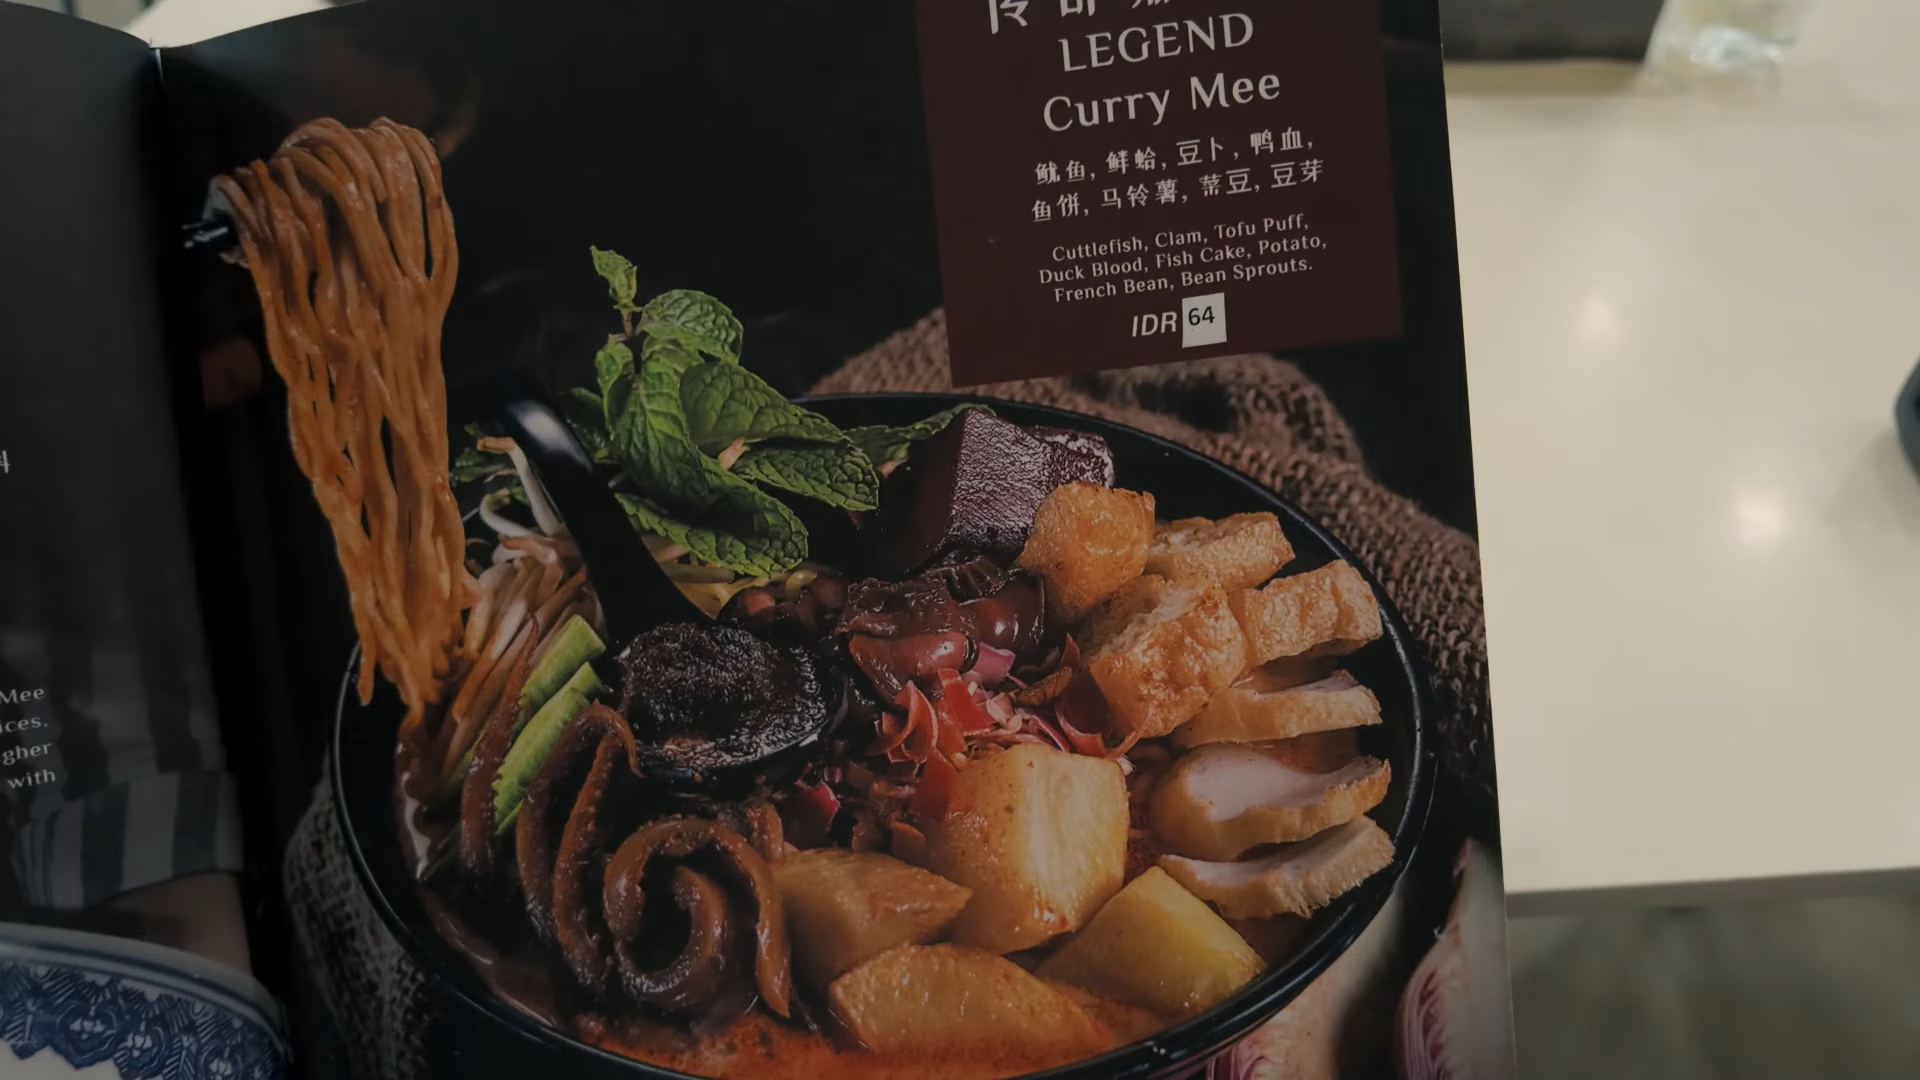 LEGEND
Curry Mee
鱿鱼, 鲜蛤, 豆卜, 鸭血,
鱼饼, 马铃薯, 菜豆, 豆芽
Cuttlefish, Clam, Tofu Puff,
Duck Blood, Fish Cake, Potato,
French Bean, Bean Sprouts.
IDR 64
Mee
ices.
gher
with